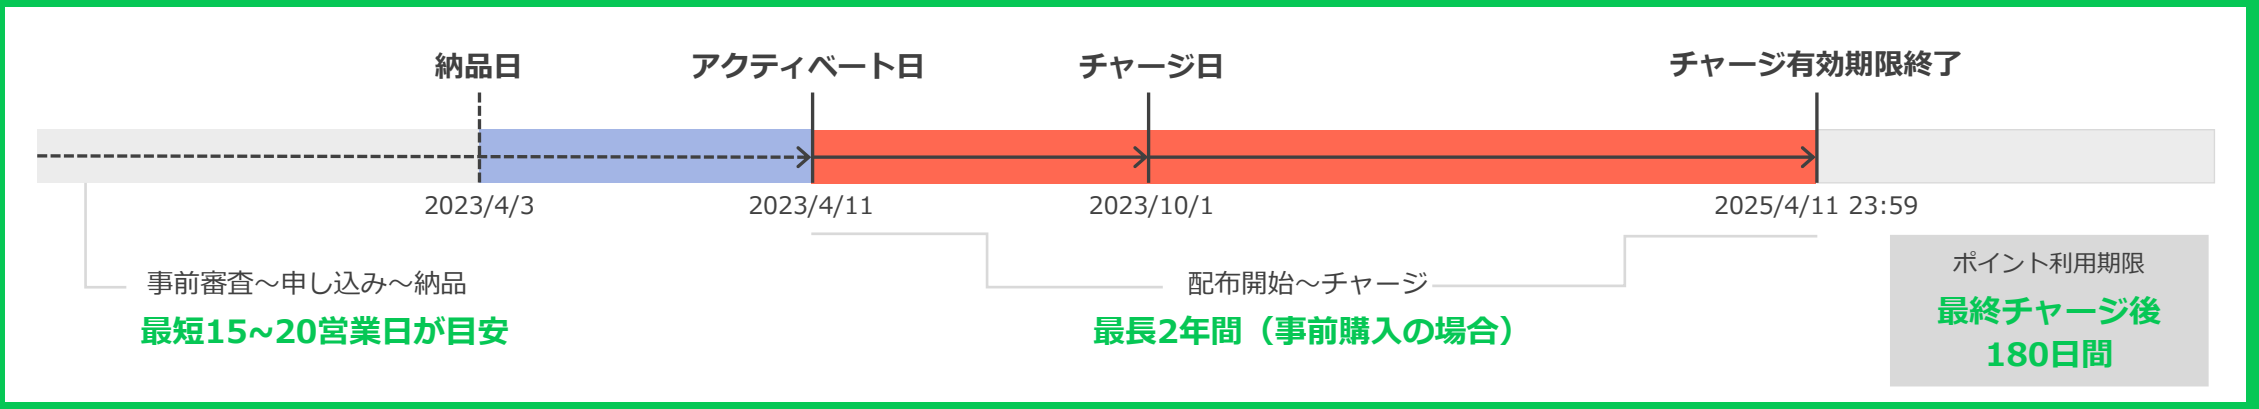 納品日
アクティベート日
チャージ日
チャージ有効期限終了
2023/4/3
2023/4/11
2023/10/1
2025/4/11 23:59
事前審査～申し込み～納品
最短15~20営業日が目安
配布開始～チャージ
最長2年間（事前購入の場合）
ポイント利用期限
最終チャージ後
180日間